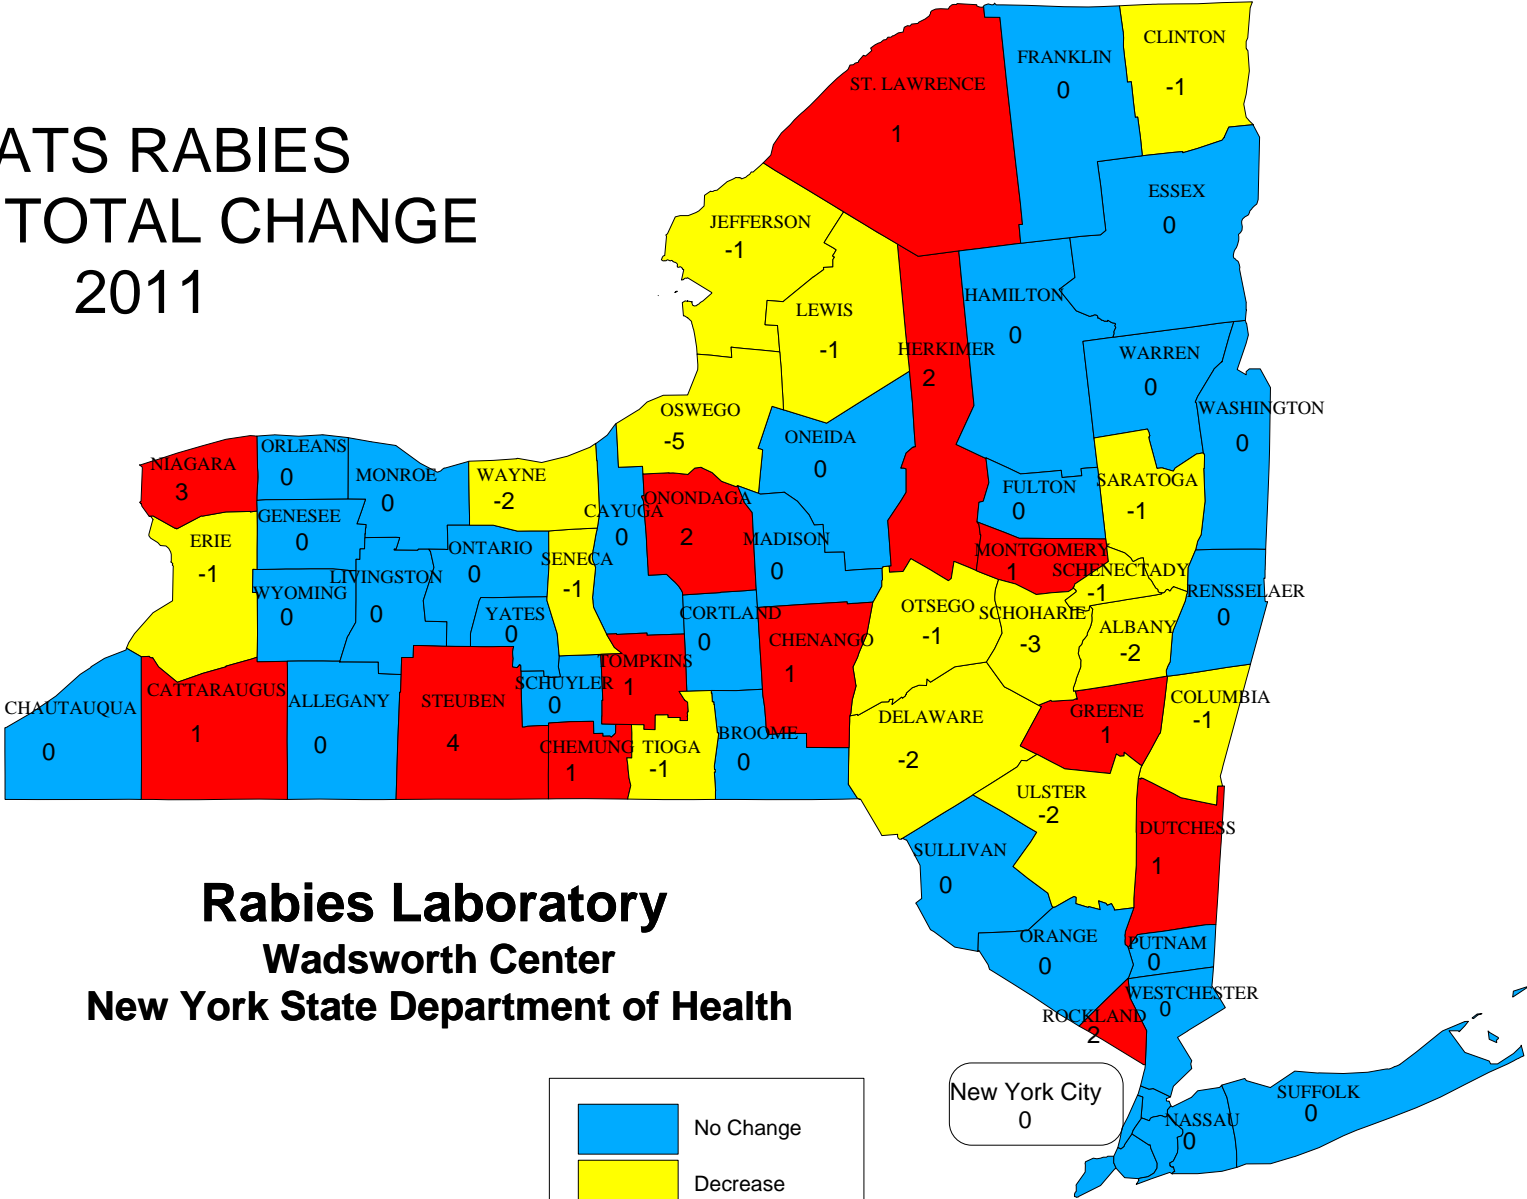 ATS RABIES
TOTAL CHANGE
2011
CLINTON
-1
FRANKLIN
0
ST. LAWRENCE
1
ESSEX
0
JEFFERSON
-1
LEWIS
-1
HAMILTON
0
HERKIMER
2
WARREN
0
WASHINGTON
0
OSWEGO
-5
ONEIDA
0
NIAGARA
3
ORLEANS
0
MONROE
0
WAYNE
-2
CAYUGA
0
ONONDAGA
2
FULTON
0
SARATOGA
-1
GENESEE
0
ERIE
-1
ONTARIO
0
SENECA
-1
MADISON
0
MONTGOMERY
1
SCHENECTADY
-1
WYOMING
0
LIVINGSTON
0
YATES
0
CORTLAND
0
CHENANGO
1
OTSEGO
-1
SCHOHARIE
-3
ALBANY
-2
RENSSELAER
0
CHAUTAUQUA
0
CATTARAUGUS
1
ALLEGANY
0
STEUBEN
4
SCHUYLER
0
TOMPKINS
1
CHEMUNG
1
TIOGA
-1
BROOME
0
DELAWARE
-2
GREENE
1
COLUMBIA
-1
ULSTER
-2
DUTCHESS
1
SULLIVAN
0
ORANGE
0
PUTNAM
0
WESTCHESTER
0
ROCKLAND
2
Rabies Laboratory
Wadsworth Center
New York State Department of Health
New York City
0
NASSAU
0
SUFFOLK
0
No Change
Decrease